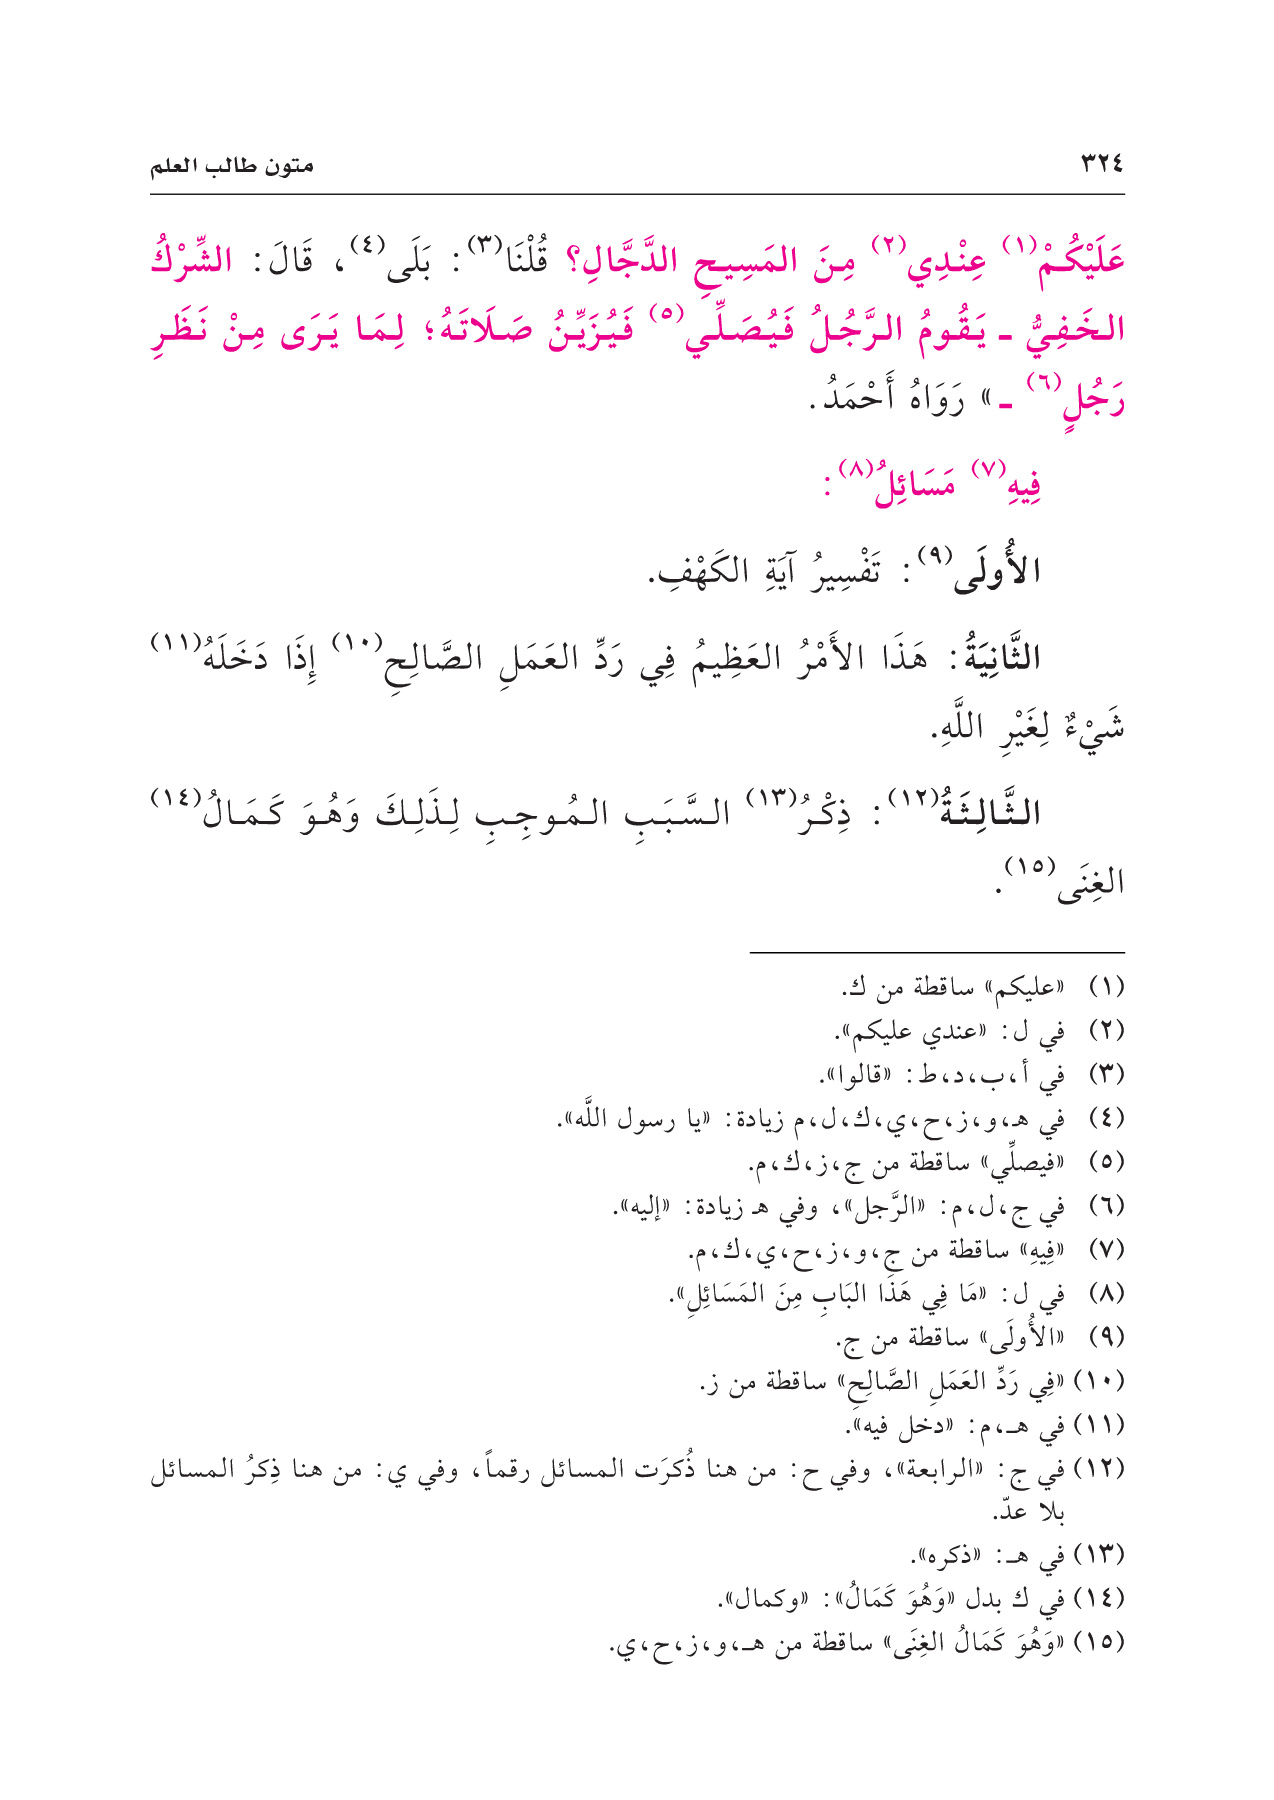 ٣٢٤ متون طالب العلم
عَلَيْكُمْ(١) عِنْدِي(٢) مِنَ المَسِيحِ الدَّجَّالِ؟ قُلْنَا(٣): بَلَى(٤)، قَالَ: الشِّرْكُ
الخَفِيُّ ـ يَقُومُ الرَّجُلُ فَيُصَلِّي(٥) فَيُزَيِّنُ صَلَاتَهُ؛ لِمَا يَرَى مِنْ نَظَرِ
رَجُلٍ(٦) ـ» رَوَاهُ أَحْمَدُ.
فِيهِ(٧) مَسَائِلُ(٨):
الأُولَى(٩): تَفْسِيرُ آيَةِ الكَهْفِ.
الثَّانِيَةُ: هَذَا الأَمْرُ العَظِيمُ فِي رَدِّ العَمَلِ الصَّالِحِ(١٠) إِذَا دَخَلَهُ(١١)
شَيْءٌ لِغَيْرِ اللَّهِ.
الثَّالِثَةُ(١٢): ذِكْرُ(١٣) السَّبَبِ المُوجِبِ لِذَلِكَ وَهُوَ كَمَالُ(١٤)
الغِنَى(١٥).
(١) «عليكم» ساقطة من ك.
(٢) في ل: «عندي عليكم».
(٣) في أ،ب،د،ط: «قالوا».
(٤) في هـ،و،ز،ح،ي،ك،ل،م زيادة: «يا رسول اللَّه».
(٥) «فيصلِّي» ساقطة من ج،ز،ك،م.
(٦) في ج،ل،م: «الرَّجل»، وفي هـ زيادة: «إليه».
(٧) «فِيهِ» ساقطة من ج،و،ز،ح،ي،ك،م.
(٨) في ل: «مَا فِي هَذَا البَابِ مِنَ المَسَائِلِ».
(٩) «الأُولَى» ساقطة من ج.
(١٠) «فِي رَدِّ العَمَلِ الصَّالِحِ» ساقطة من ز.
(١١) في هـ،م: «دخل فيه».
(١٢) في ج: «الرابعة»، وفي ح: من هنا ذُكرَت المسائل رقماً، وفي ي: من هنا ذِكرُ المسائل
بلا عدّ.
(١٣) في هـ: «ذكره».
(١٤) في ك بدل «وَهُوَ كَمَالُ»: «وكمال».
(١٥) «وَهُوَ كَمَالُ الغِنَى» ساقطة من هـ،و،ز،ح،ي.